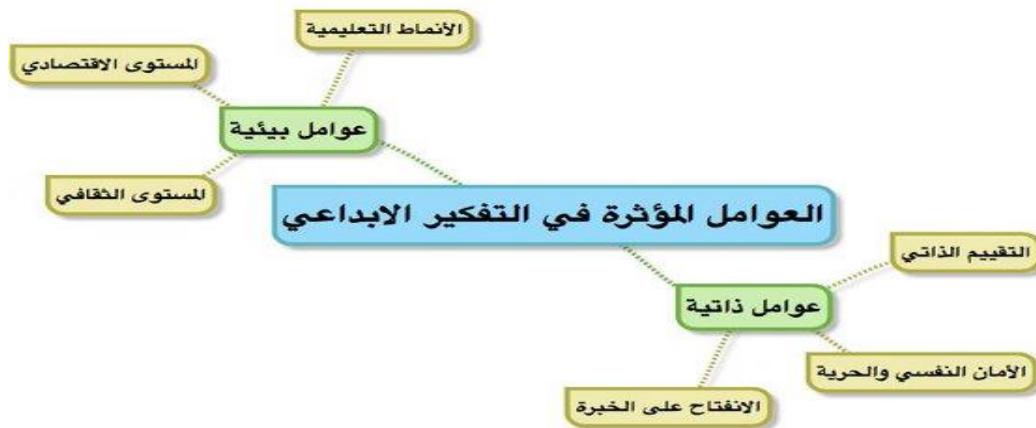 العوامل المؤثرة في التفكير الابداعي
عوامل بيئية
الأنماط التعليمية
المستوى الاقتصادي
المستوى الثقافي
عوامل ذاتية
التقييم الذاتي
الأمان النفسي والحرية
الانفتاح على الخبرة